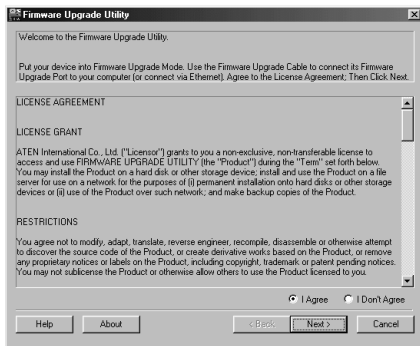 Firmware Upgrade Utility
Welcome to the Firmware Upgrade Utility.
Put your device into Firmware Upgrade Mode. Use the Firmware Upgrade Cable to connect its Firmware
Upgrade Port to your computer (or connect via Ethernet). Agree to the License Agreement; Then Click Next.
LICENSE AGREEMENT
LICENSE GRANT
ATEN International Co., Ltd. ("Licensor") grants to you a non-exclusive, non-transferable license to
access and use FIRMWARE UPGRADE UTILITY (the "Product") during the "Term" set forth below.
You may install the Product on a hard disk or other storage device; install and use the Product on a file
server for use on a network for the purposes of (i) permanent installation onto hard disks or other storage
devices or (ii) use of the Product over such network; and make backup copies of the Product.
RESTRICTIONS
You agree not to modify, adapt, translate, reverse engineer, recompile, disassemble or otherwise attempt
to discover the source code of the Product, or create derivative works based on the Product, or remove
any proprietary notices or labels on the Product, including copyright, trademark or patent pending notices.
You may not sublicense the Product or otherwise allow others to use the Product licensed to you.
I Agree I Don't Agree
Help About < Back Next > Cancel